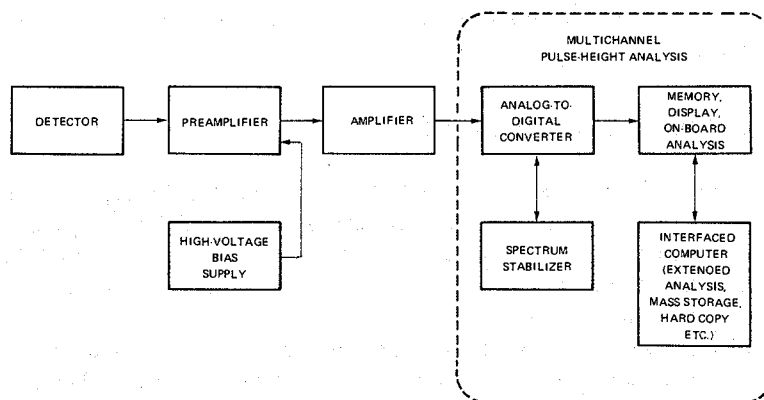 MULTICHANNEL
PULSE-HEIGHT ANALYSIS
DETECTOR
PREAMPLIFIER
AMPLIFIER
ANALOG-TO-
DIGITAL
CONVERTER
MEMORY,
DISPLAY,
ON-BOARD
ANALYSIS
HIGH-VOLTAGE
BIAS
SUPPLY
SPECTRUM
STABILIZER
INTERFACED
COMPUTER
(EXTENDED
ANALYSIS,
MASS STORAGE,
HARD COPY
ETC.)